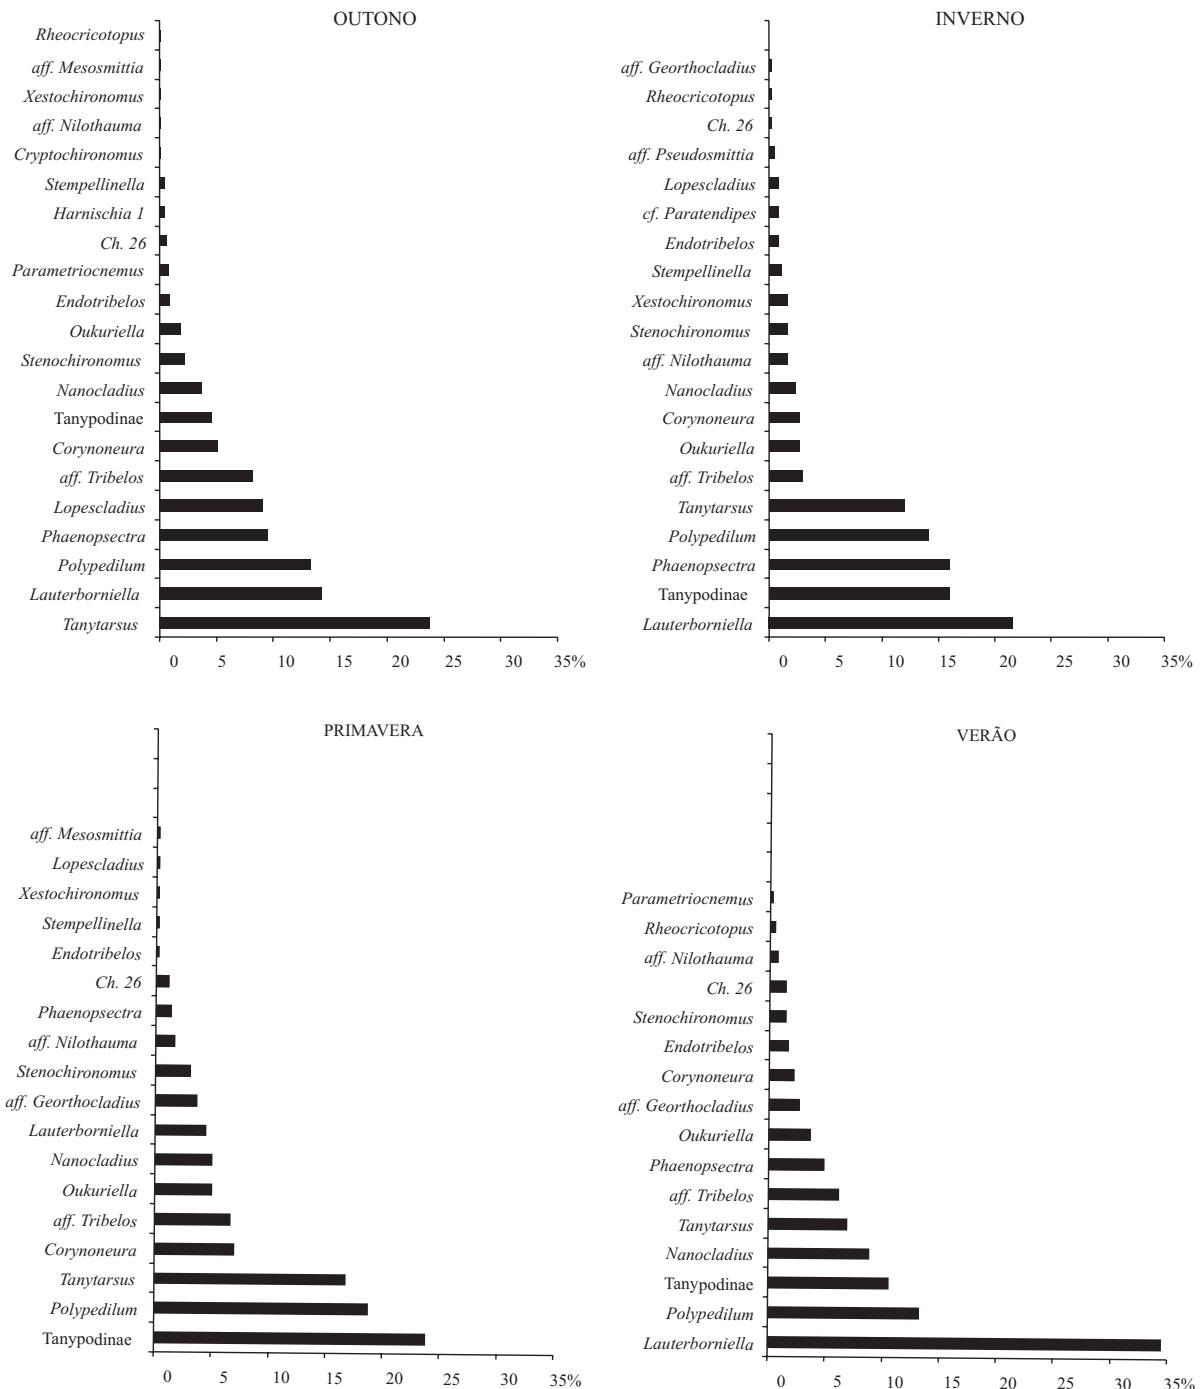 OUTONO
Rheocricotopus
aff. Mesosmittia
Xestochironomus
aff. Nilothauma
Cryptochironomus
Stempellinella
Harnischia 1
Ch. 26
Parametriocnemus
Endotribelos
Oukuriella
Stenochironomus
Nanocladius
Tanypodinae
Corynoneura
aff. Tribelos
Lopescladius
Phaenopsectra
Polypedilum
Lauterborniella
Tanytarsus
0 5 10 15 20 25 30 35%
INVERNO
aff. Georthocladius
Rheocricotopus
Ch. 26
aff. Pseudosmittia
Lopescladius
cf. Paratendipes
Endotribelos
Stempellinella
Xestochironomus
Stenochironomus
aff. Nilothauma
Nanocladius
Corynoneura
Oukuriella
aff. Tribelos
Tanytarsus
Polypedilum
Phaenopsectra
Tanypodinae
Lauterborniella
0 5 10 15 20 25 30 35%
PRIMAVERA
aff. Mesosmittia
Lopescladius
Xestochironomus
Stempellinella
Endotribelos
Ch. 26
Phaenopsectra
aff. Nilothauma
Stenochironomus
aff. Georthocladius
Lauterborniella
Nanocladius
Oukuriella
aff. Tribelos
Corynoneura
Tanytarsus
Polypedilum
Tanypodinae
0 5 10 15 20 25 30 35%
VERÃO
Parametriocnemus
Rheocricotopus
aff. Nilothauma
Ch. 26
Stenochironomus
Endotribelos
Corynoneura
aff. Georthocladius
Oukuriella
Phaenopsectra
aff. Tribelos
Tanytarsus
Nanocladius
Tanypodinae
Polypedilum
Lauterborniella
0 5 10 15 20 25 30 35%